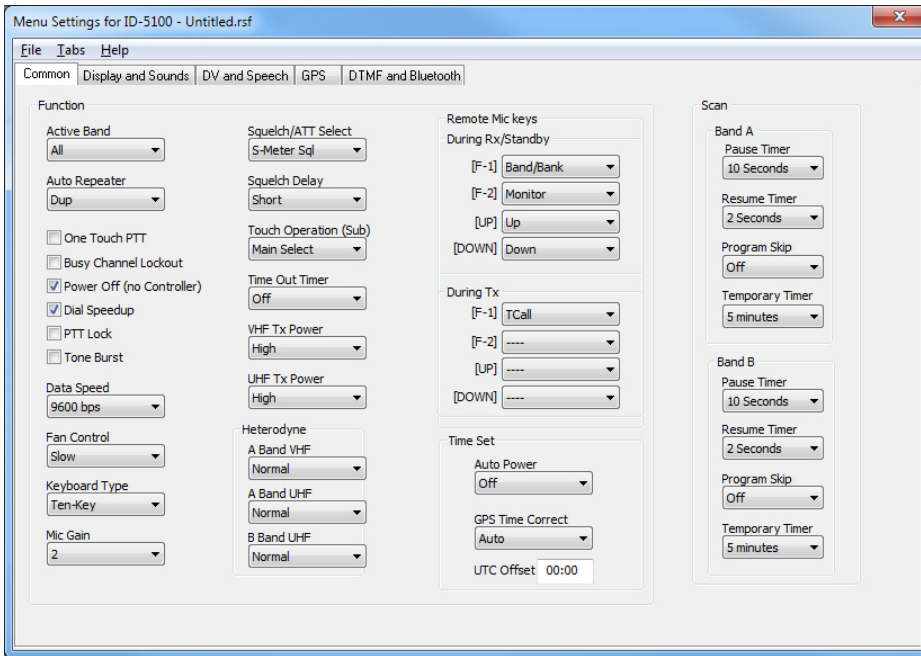 Menu Settings for ID-5100 - Untitled.rsf
File Tabs Help
Common Display and Sounds DV and Speech GPS DTMF and Bluetooth
Function
Active Band
All
Auto Repeater
Dup
One Touch PTT
Busy Channel Lockout
Power Off (no Controller)
Dial Speedup
PTT Lock
Tone Burst
Data Speed
9600 bps
Fan Control
Slow
Keyboard Type
Ten-Key
Mic Gain
2
Squelch/ATT Select
S-Meter Sql
Squelch Delay
Short
Touch Operation (Sub)
Main Select
Time Out Timer
Off
VHF Tx Power
High
UHF Tx Power
High
Heterodyne
A Band VHF
Normal
A Band UHF
Normal
B Band UHF
Normal
Remote Mic keys
During Rx/Standby
[F-1] Band/Bank
[F-2] Monitor
[UP] Up
[DOWN] Down
During Tx
[F-1] TCall
[F-2] ----
[UP] ----
[DOWN] ----
Time Set
Auto Power
Off
GPS Time Correct
Auto
UTC Offset 00:00
Scan
Band A
Pause Timer
10 Seconds
Resume Timer
2 Seconds
Program Skip
Off
Temporary Timer
5 minutes
Band B
Pause Timer
10 Seconds
Resume Timer
2 Seconds
Program Skip
Off
Temporary Timer
5 minutes